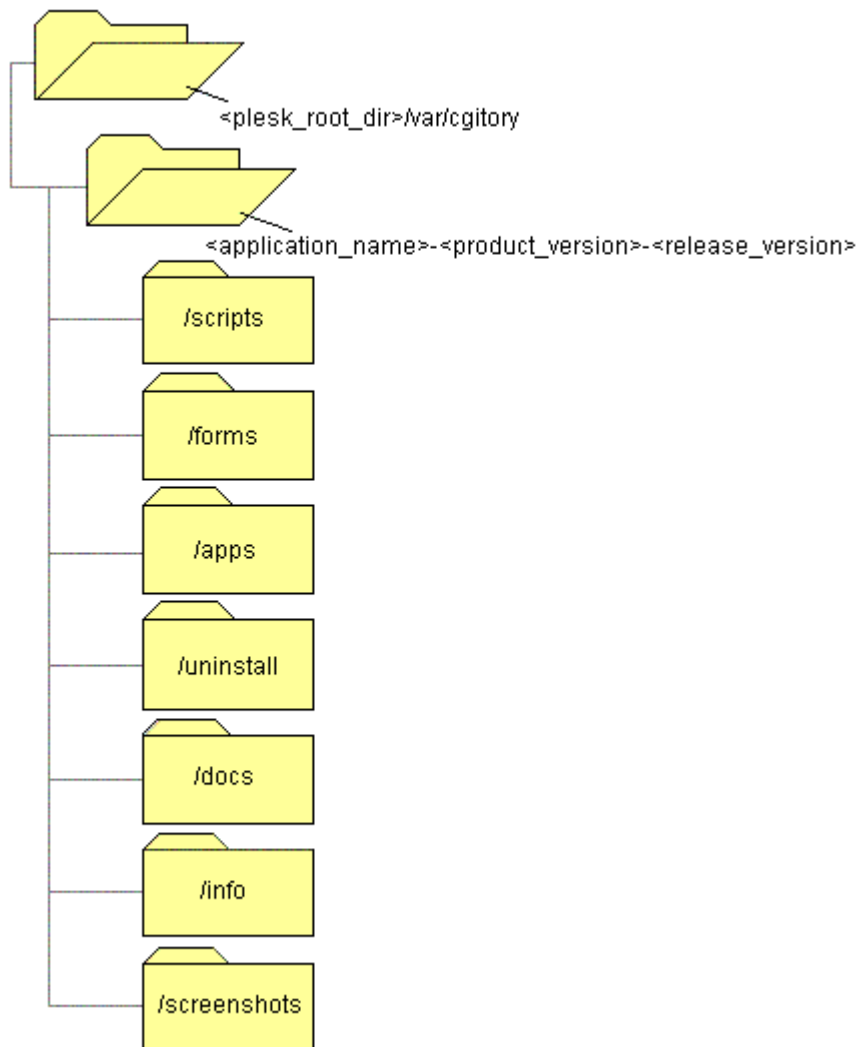 <plesk_root_dir>/var/cgitory
<application_name>-<product_version>-<release_version>
/scripts
/forms
/apps
/uninstall
/docs
/info
/screenshots